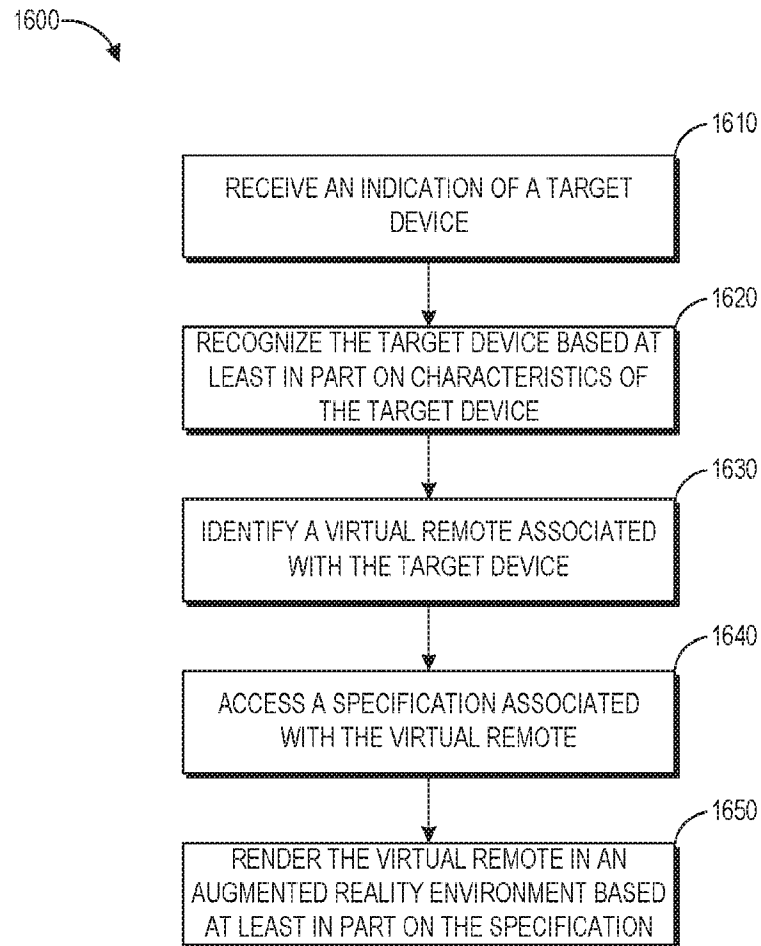 1600
1610
RECEIVE AN INDICATION OF A TARGET
DEVICE
1620
RECOGNIZE THE TARGET DEVICE BASED AT
LEAST IN PART ON CHARACTERISTICS OF
THE TARGET DEVICE
1630
IDENTIFY A VIRTUAL REMOTE ASSOCIATED
WITH THE TARGET DEVICE
1640
ACCESS A SPECIFICATION ASSOCIATED
WITH THE VIRTUAL REMOTE
1650
RENDER THE VIRTUAL REMOTE IN AN
AUGMENTED REALITY ENVIRONMENT BASED
AT LEAST IN PART ON THE SPECIFICATION